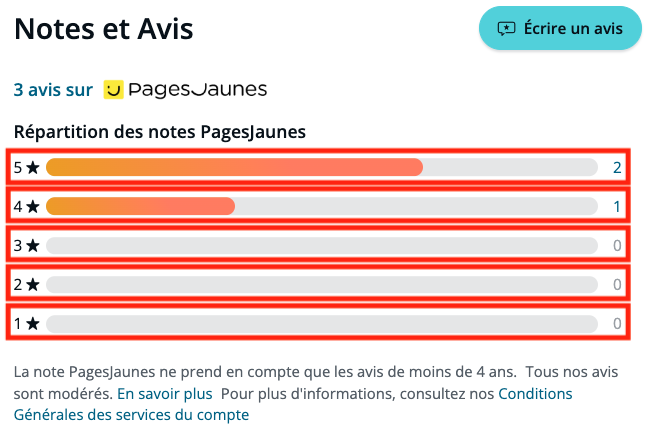 Notes et Avis
Écrire un avis
3 avis sur PagesJaunes
Répartition des notes PagesJaunes
5 ★ 2
4 ★ 1
3 ★ 0
2 ★ 0
1 ★ 0
La note PagesJaunes ne prend en compte que les avis de moins de 4 ans. Tous nos avis
sont modérés. En savoir plus Pour plus d'informations, consultez nos Conditions
Générales des services du compte